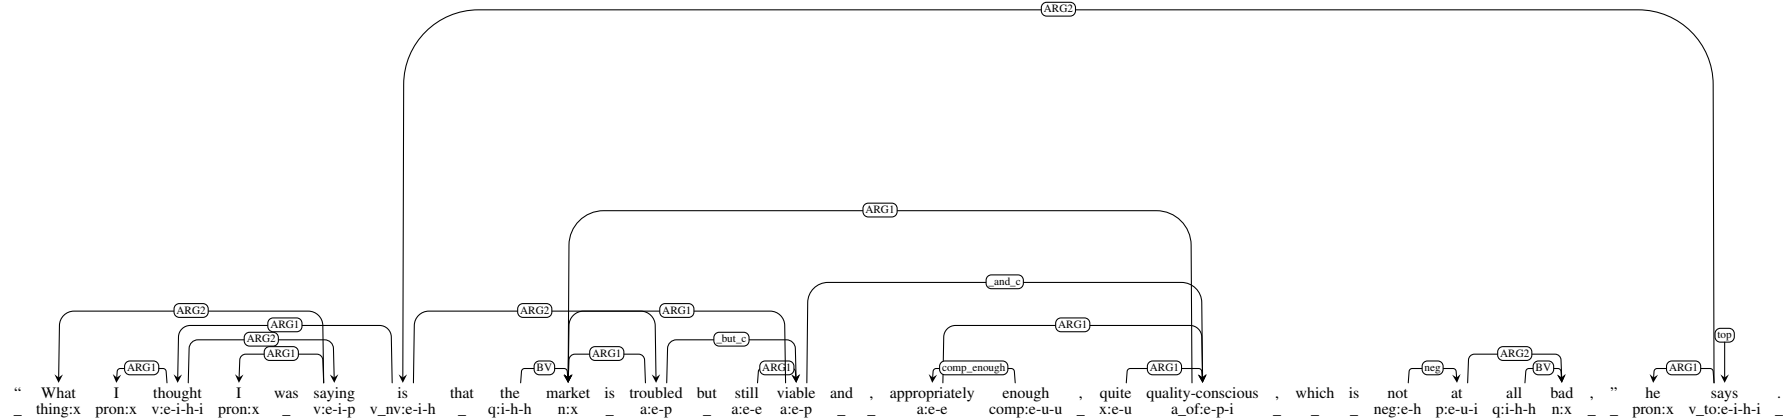 ARG2
ARG1
_and_c
ARG2 ARG2 ARG1
ARG1 ARG1
ARG2 _but_c top
ARG1 ARG1 ARG2
ARG1 BV comp_enough ARG1 neg BV ARG1
ARG1
“ What I thought I was saying is that the market is troubled but still viable and , appropriately enough , quite quality-conscious , which is not at all bad , ” he says .
_ thing:x pron:x v:e-i-h-i pron:x _ v:e-i-p v_nv:e-i-h _ q:i-h-h n:x _ a:e-p _ a:e-e a:e-p _ _ a:e-e comp:e-u-u _ x:e-u a_of:e-p-i _ _ _ neg:e-h p:e-u-i q:i-h-h n:x _ _ pron:x v_to:e-i-h-i _